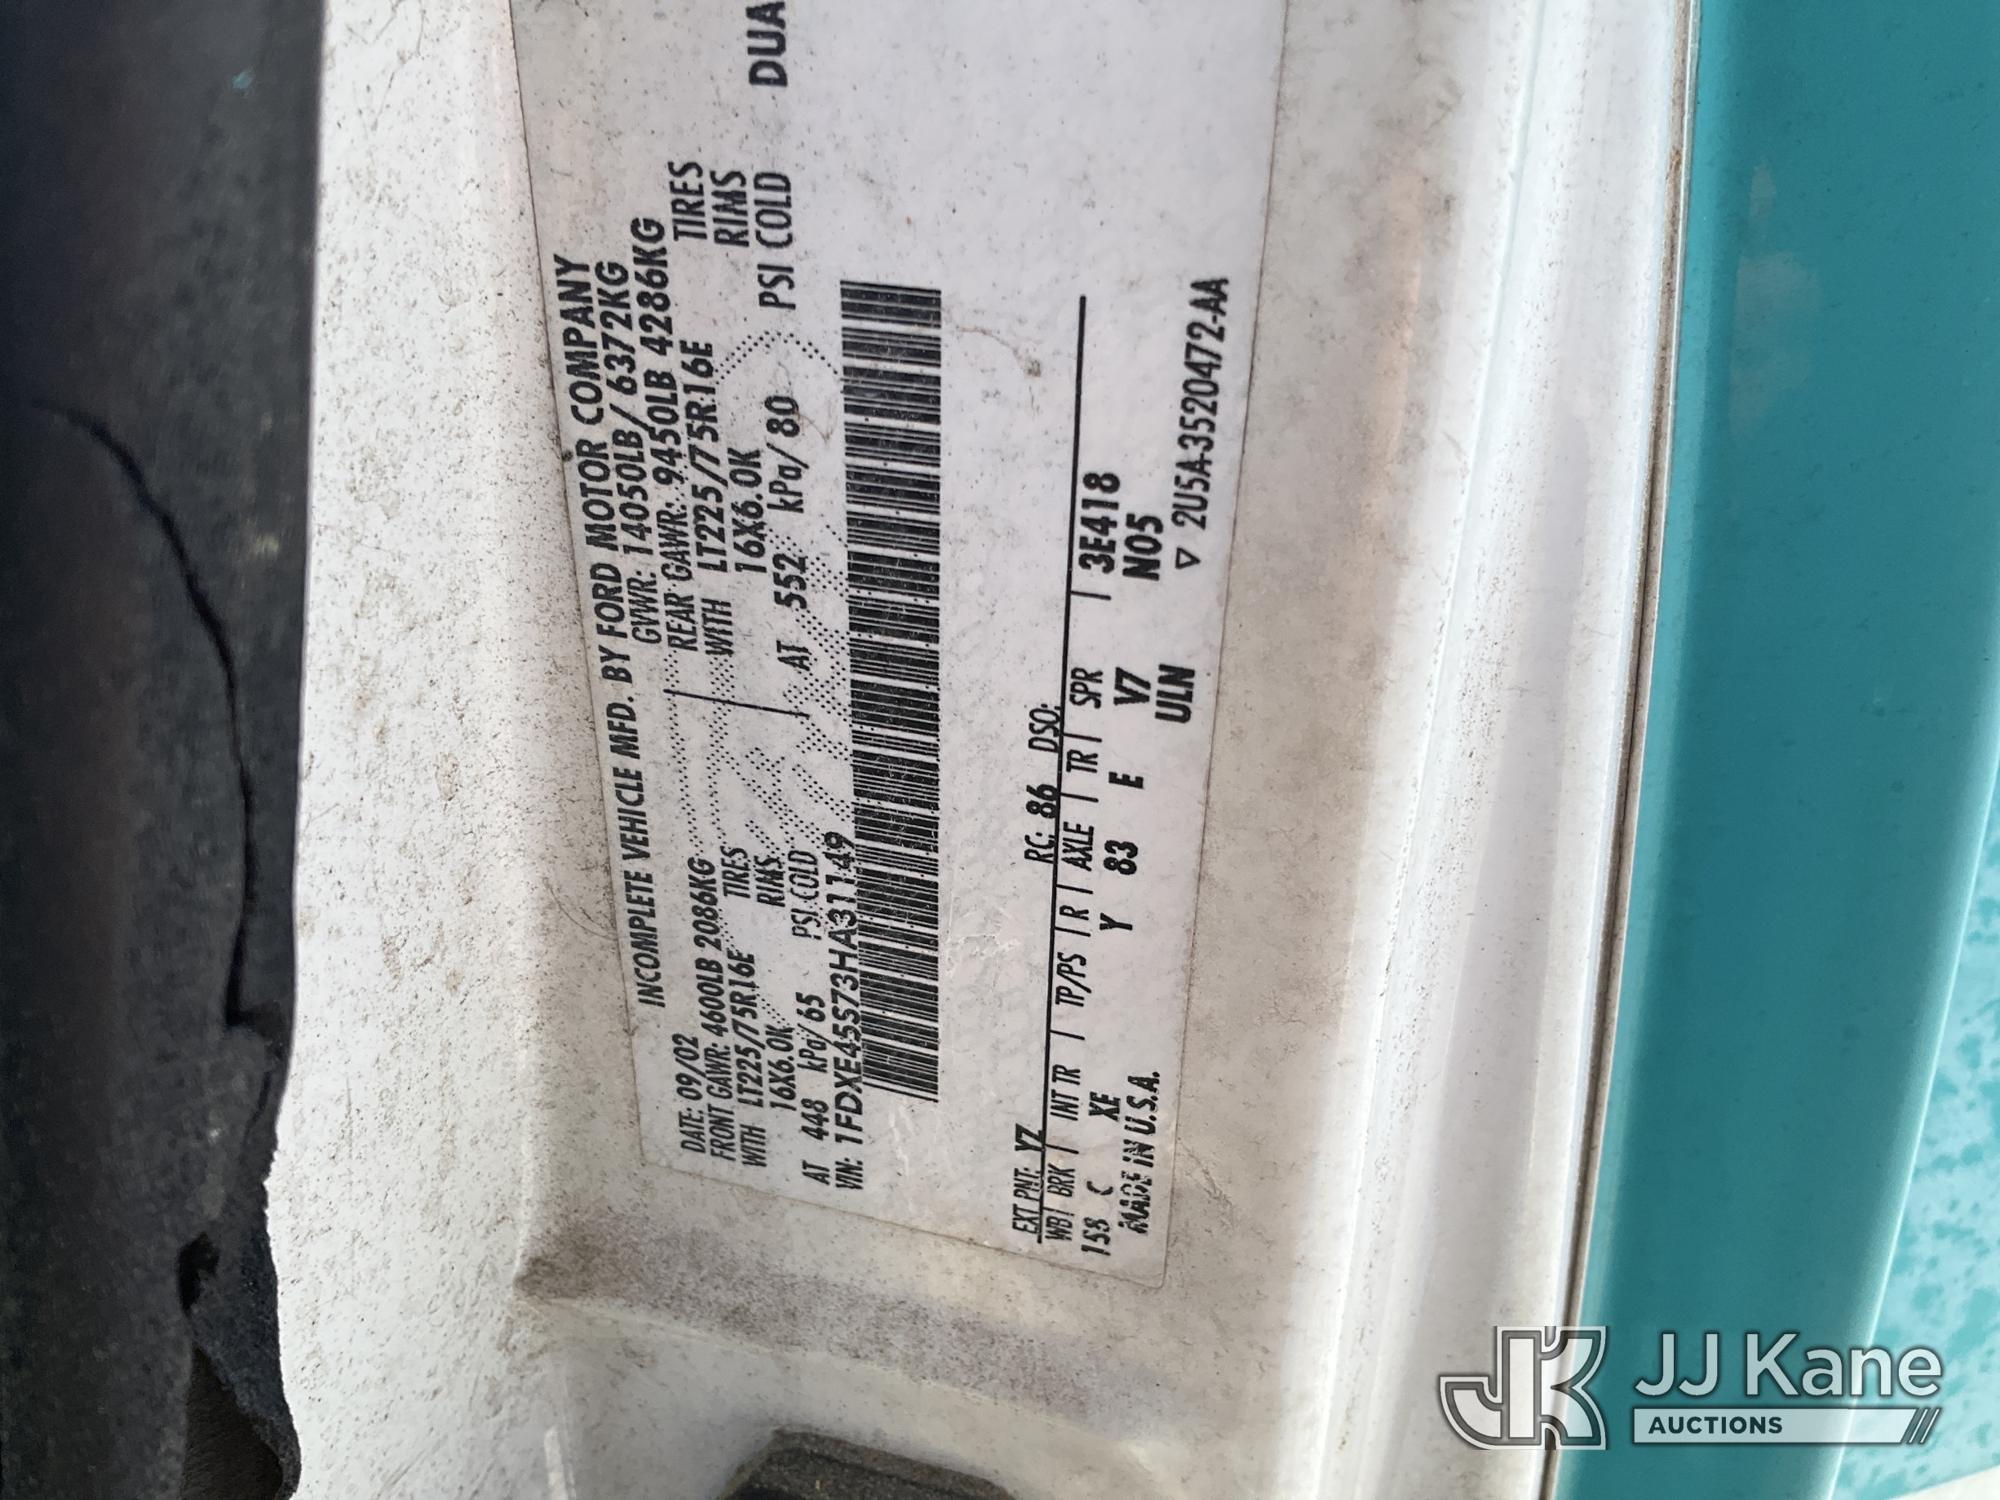 INCOMPLETE VEHICLE MFD. BY FORD MOTOR COMPANY
DATE: 09/02 GVWR: 14050LB/ 6372KG
FRONT GAWR: 4600LB 2086KG REAR GAWR: 9450LB 4286KG
WITH LT225/75R16E TIRES WITH LT225/75R16E TIRES
16X6.0K RIMS 16X6.0K RIMS
AT 448 kPa/65 PSI COLD AT 552 kPa/80 PSI COLD DUA
VIN: 1FDXE45S73HA31149
EXT PNT: YZ RC: 86 DSO:
WB BRK INT TR TP/PS R AXLE TR SPR 3E418
158 C XE Y 83 E V7 N05
MADE IN U.S.A. ULN
▽ 2U5A-3520472-AA
JK JJ Kane
AUCTIONS